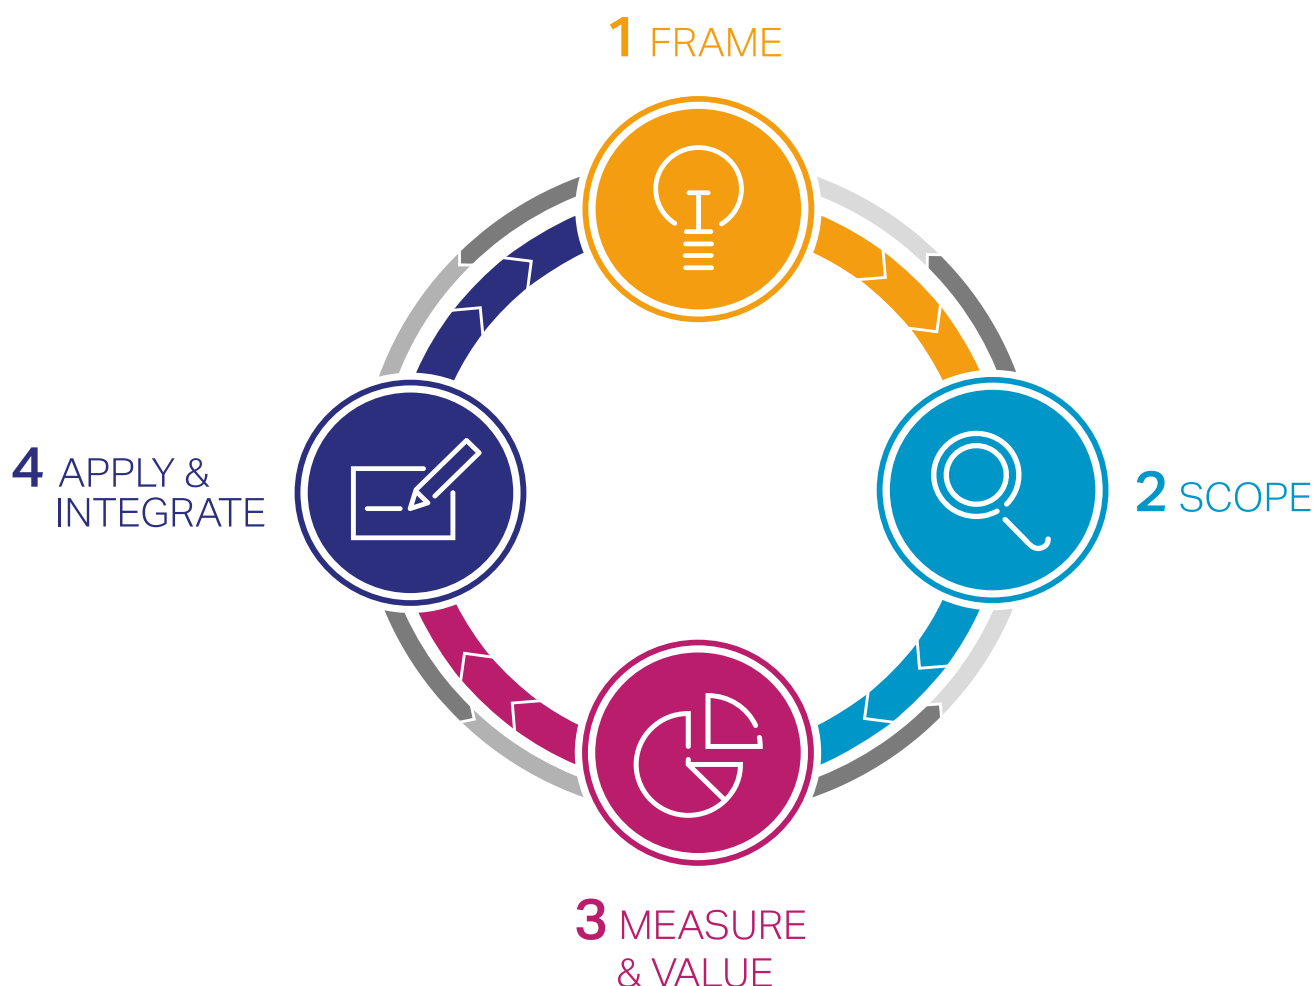 1 FRAME
2 SCOPE
3 MEASURE
& VALUE
4 APPLY &
INTEGRATE